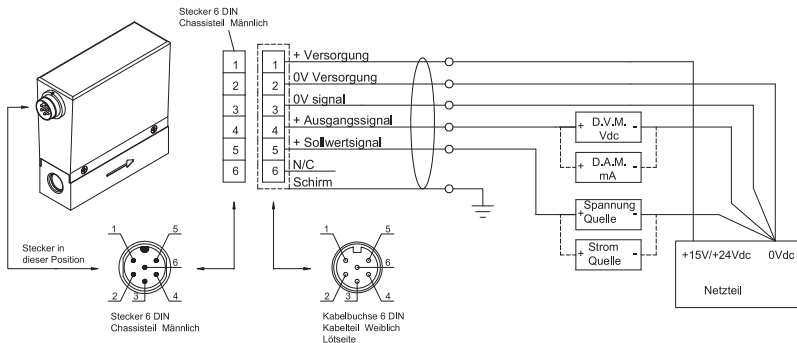 Stecker 6 DIN
Chassisteil Männlich
1
2
3
4
5
6
1
2
3
4
5
6
+ Versorgung
0V Versorgung
0V signal
+ Ausgangssignal
+ Sollwertsignal
N/C
Schirm
+ D.V.M. -
Vdc
+ D.A.M. -
mA
Spannung
+ Quelle -
Strom
+ Quelle -
+15V/+24Vdc 0Vdc
Netzteil
Stecker in
dieser Position
1 5
6
2 3 4
Stecker 6 DIN
Chassisteil Männlich
1 5
6
2 3 4
Kabelbuchse 6 DIN
Kabelteil Weiblich
Lötseite